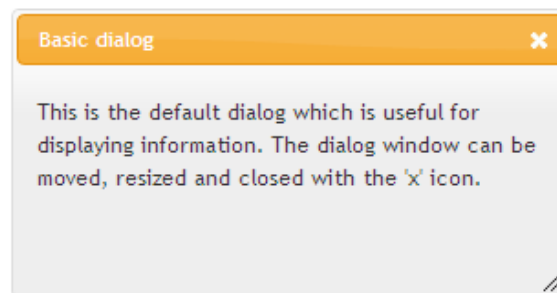 Basic dialog
This is the default dialog which is useful for
displaying information. The dialog window can be
moved, resized and closed with the 'x' icon.